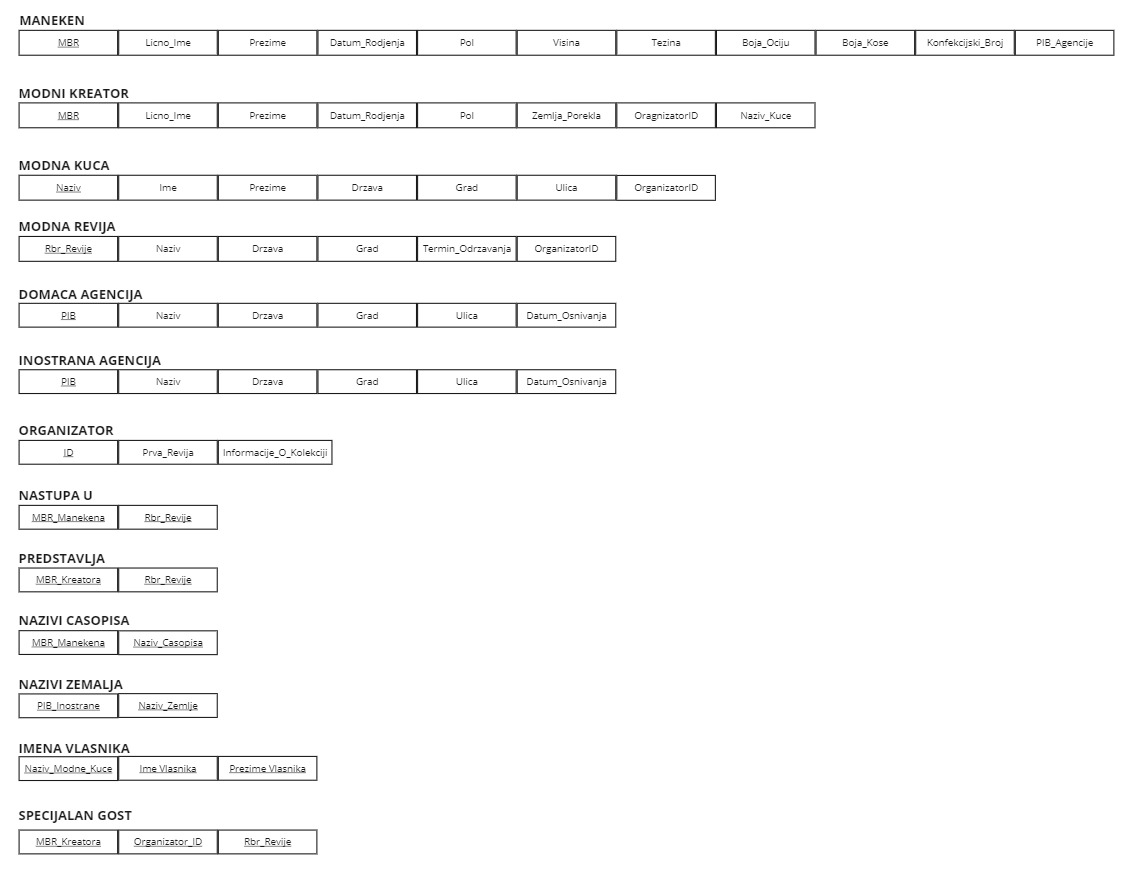 MANEKEN
MBR Licno_Ime Prezime Datum_Rodjenja Pol Visina Tezina Boja_Ociju Boja_Kose Konfekcijski_Broj PIB_Agencije
MODNI KREATOR
MBR Licno_Ime Prezime Datum_Rodjenja Pol Zemlja_Porekla OragnizatorID Naziv_Kuce
MODNA KUCA
Naziv Ime Prezime Drzava Grad Ulica OrganizatorID
MODNA REVIJA
Rbr_Revije Naziv Drzava Grad Termin_Odrzavanja OrganizatorID
DOMACA AGENCIJA
PIB Naziv Drzava Grad Ulica Datum_Osnivanja
INOSTRANA AGENCIJA
PIB Naziv Drzava Grad Ulica Datum_Osnivanja
ORGANIZATOR
ID Prva_Revija Informacije_O_Kolekciji
NASTUPA U
MBR_Manekena Rbr_Revije
PREDSTAVLJA
MBR_Kreatora Rbr_Revije
NAZIVI CASOPISA
MBR_Manekena Naziv_Casopisa
NAZIVI ZEMALJA
PIB_Inostrane Naziv_Zemlje
IMENA VLASNIKA
Naziv_Modne_Kuce Ime Vlasnika Prezime Vlasnika
SPECIJALAN GOST
MBR_Kreatora Organizator_ID Rbr_Revije